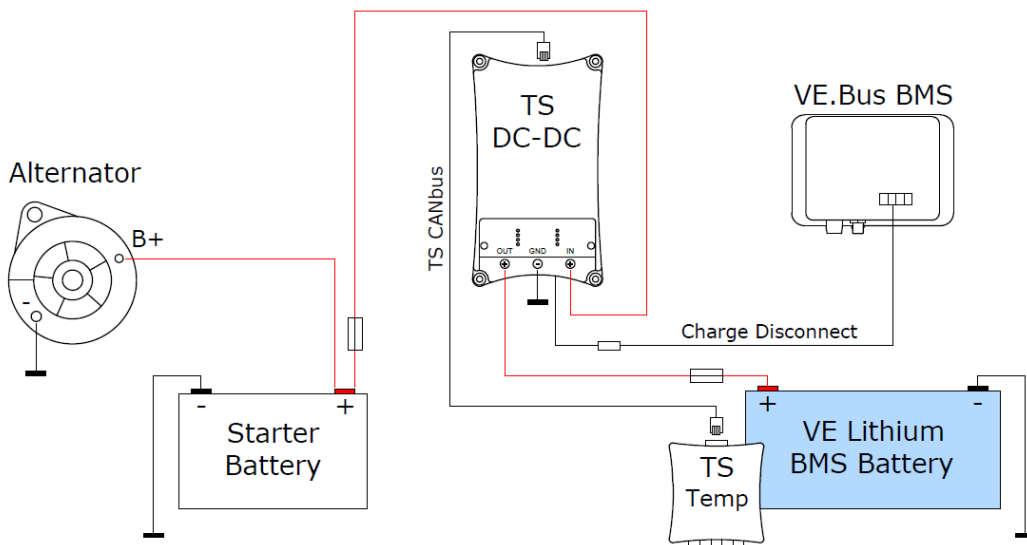 TS
DC-DC
VE.Bus BMS
Alternator
B+
-
TS CANbus
OUT GND IN
+ - +
Charge Disconnect
- +
Starter
Battery
+ -
VE Lithium
BMS Battery
TS
Temp